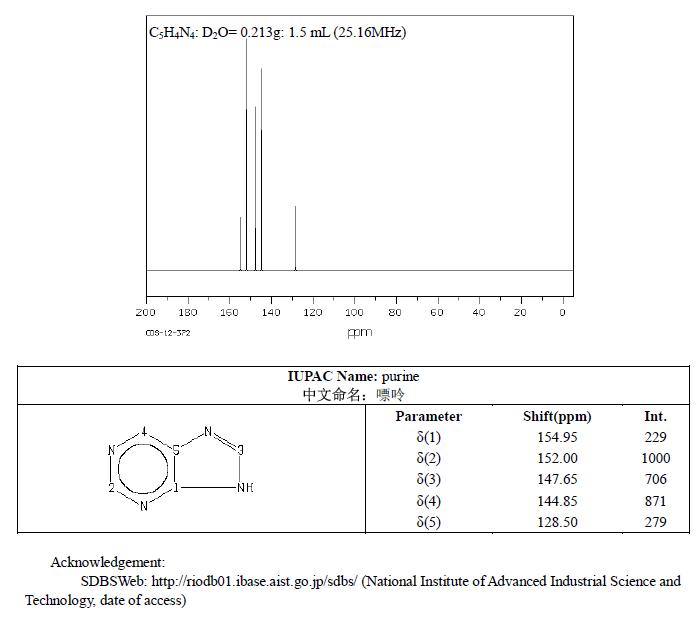 C₅H₄N₄: D₂O= 0.213g: 1.5 mL (25.16MHz)
200 180 160 140 120 100 80 60 40 20 0
CDS-12-372
ppm
IUPAC Name: purine
中文命名：嘌呤
4
N
N
5
3
2
1
NH
N
Parameter Shift(ppm) Int.
δ(1) 154.95 229
δ(2) 152.00 1000
δ(3) 147.65 706
δ(4) 144.85 871
δ(5) 128.50 279
Acknowledgement:
SDBSWeb: http://riodb01.ibase.aist.go.jp/sdbs/ (National Institute of Advanced Industrial Science and
Technology, date of access)